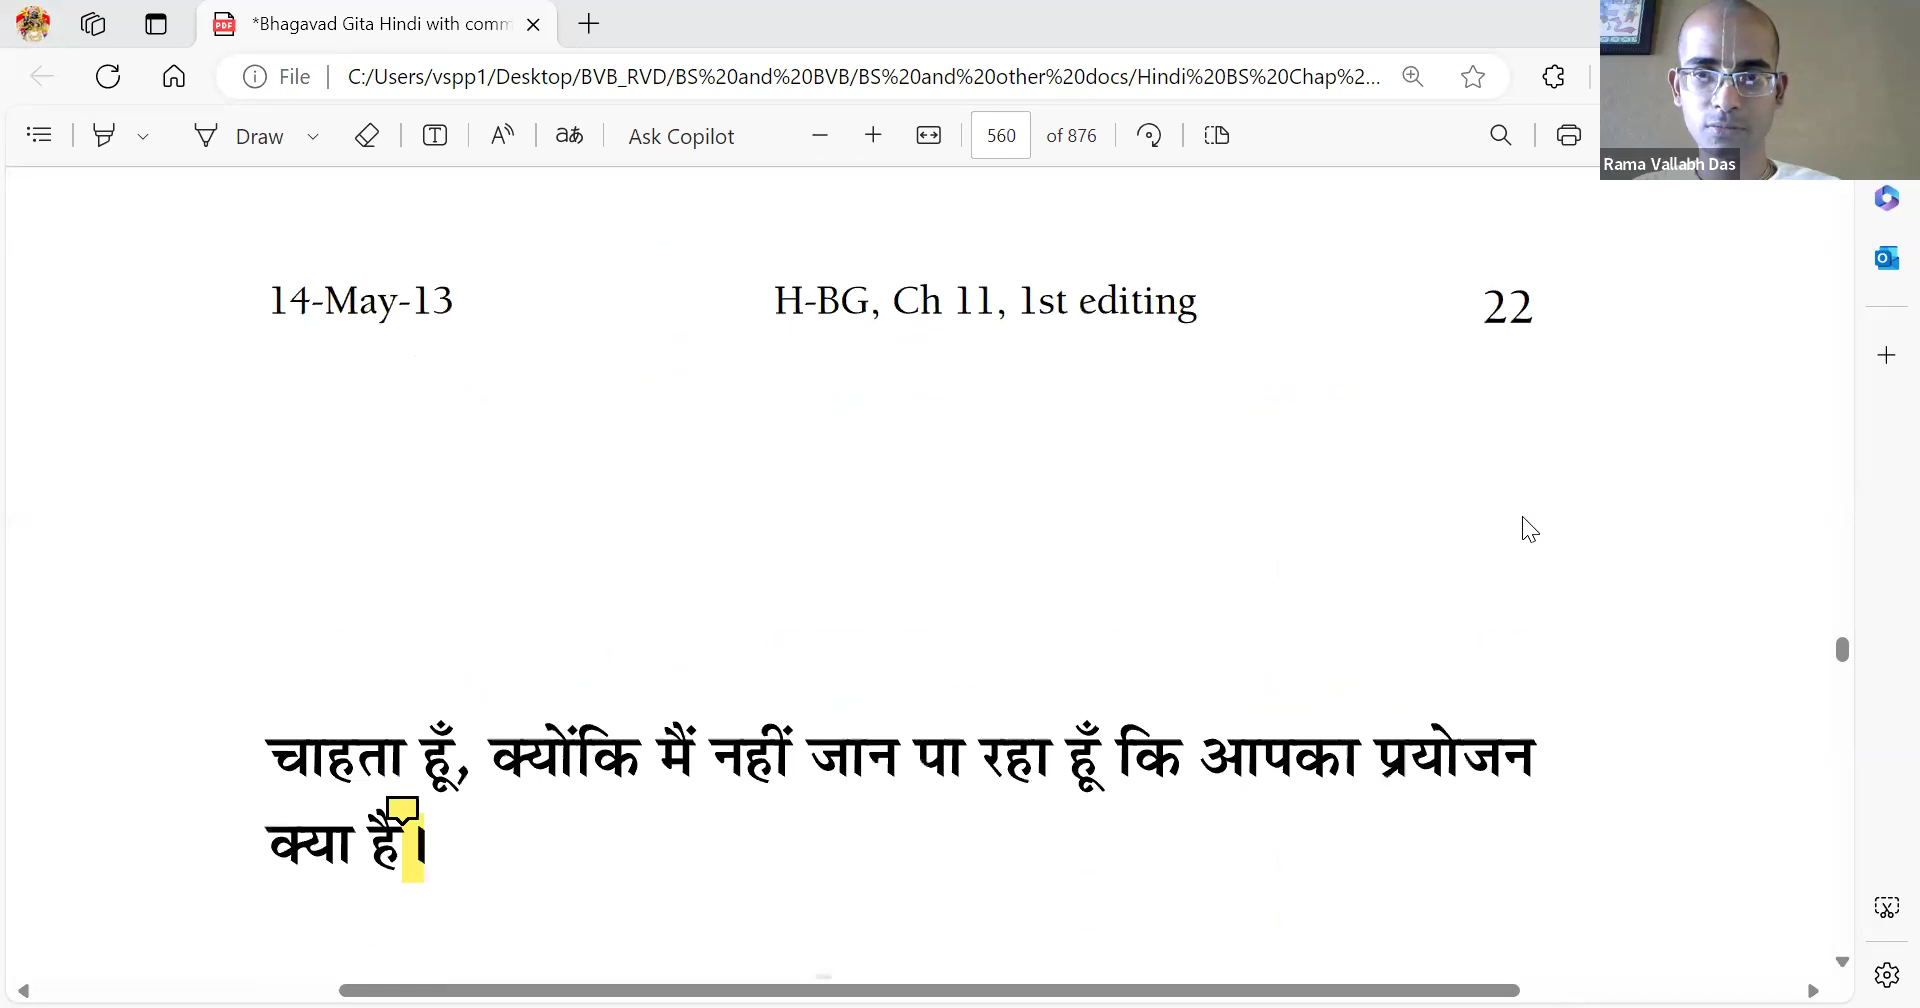 *Bhagavad Gita Hindi with comm
File
C:/Users/vspp1/Desktop/BVB_RVD/BS%20and%20BVB/BS%20and%20other%20docs/Hindi%20BS%20Chap%2...
Draw
aあ
Ask Copilot
560 of 876
Rama Vallabh Das
14-May-13 H-BG, Ch 11, 1st editing 22
चाहता हूँ, क्योंकि मैं नहीं जान पा रहा हूँ कि आपका प्रयोजन
क्या है।